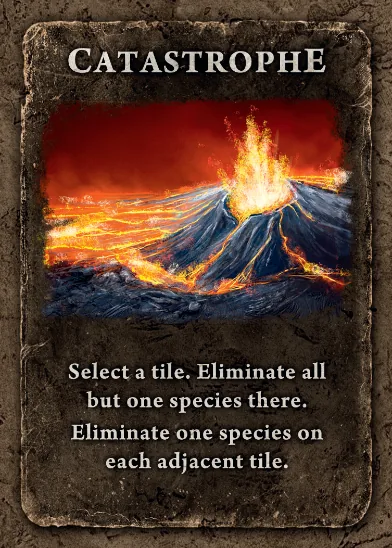 CATASTROPHE
Select a tile. Eliminate all
but one species there.
Eliminate one species on
each adjacent tile.